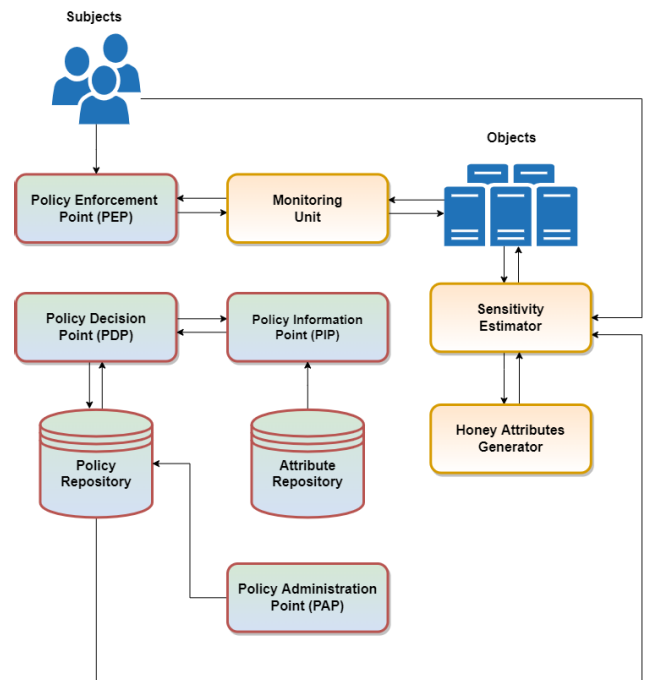 Subjects
Objects
Policy Enforcement
Point (PEP)
Monitoring
Unit
Policy Decision
Point (PDP)
Policy Information
Point (PIP)
Sensitivity
Estimator
Policy
Repository
Attribute
Repository
Honey Attributes
Generator
Policy Administration
Point (PAP)